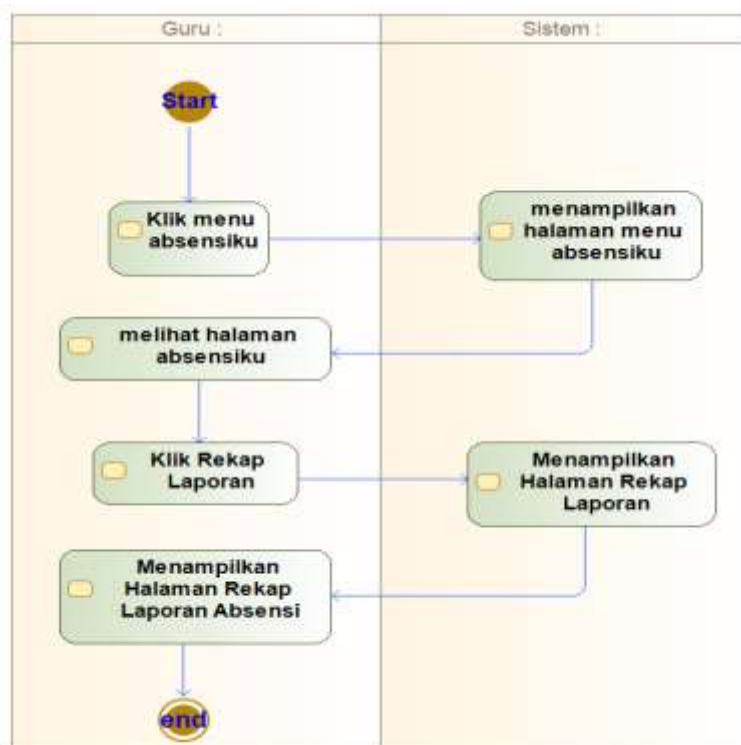 Guru :
Sistem :
Start
Klik menu
absensiku
menampilkan
halaman menu
absensiku
melihat halaman
absensiku
Klik Rekap
Laporan
Menampilkan
Halaman Rekap
Laporan
Menampilkan
Halaman Rekap
Laporan Absensi
end